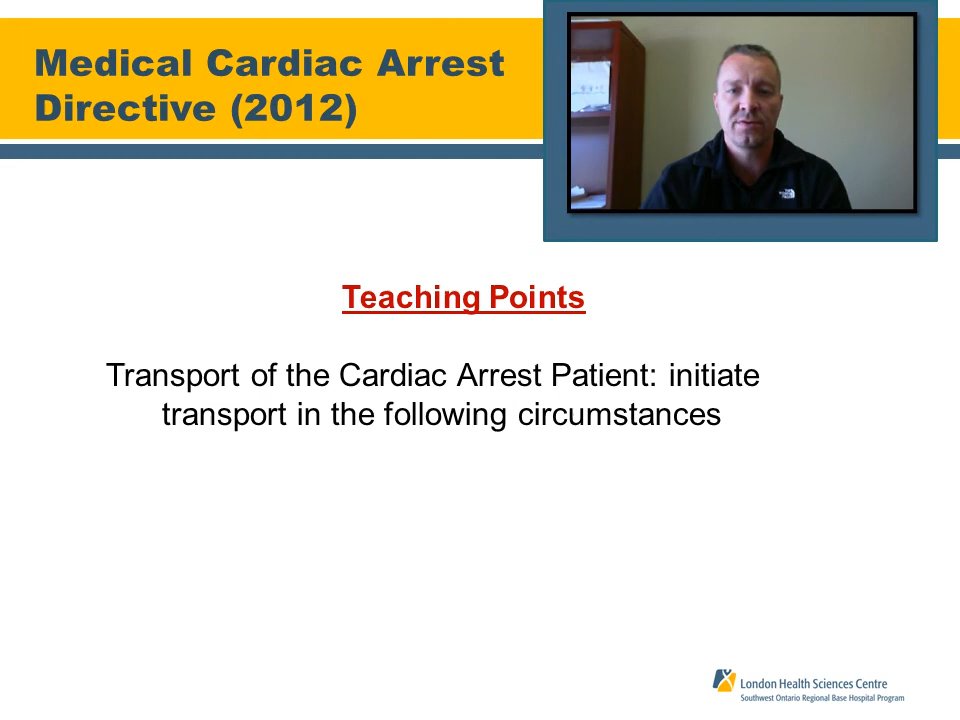 Medical Cardiac Arrest
Directive (2012)
Teaching Points
Transport of the Cardiac Arrest Patient: initiate
transport in the following circumstances
London Health Sciences Centre
Southwest Ontario Regional Base Hospital Program